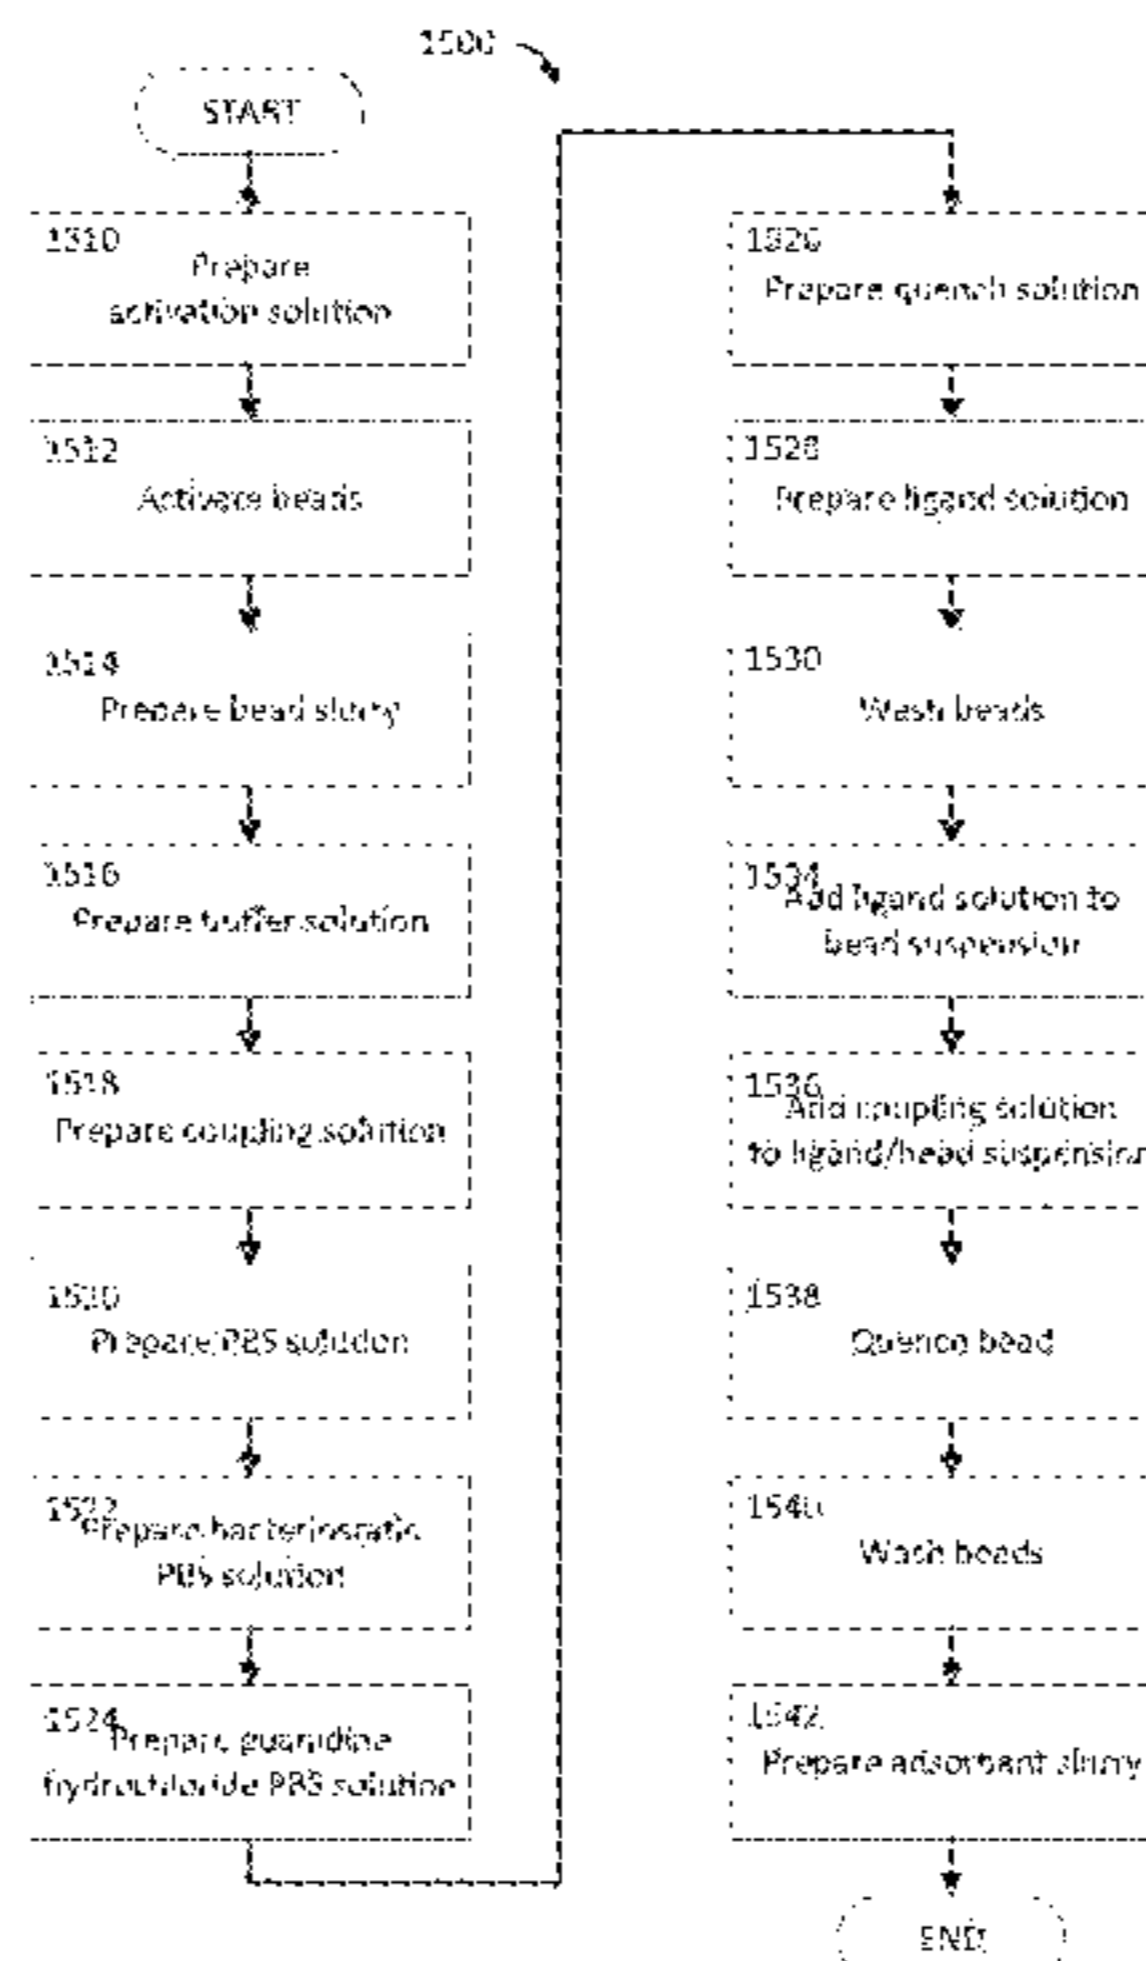 1500
START
1510
Prepare
activation solution
1512
Activate beads
1514
Prepare bead slurry
1516
Prepare buffer solution
1518
Prepare coupling solution
1520
Prepare PBS solution
1522
Prepare bacteriostatic
PBS solution
1524
Prepare guanidine
hydrochloride PBS solution
1526
Prepare quench solution
1528
Prepare ligand solution
1530
Wash beads
1534
Add ligand solution to
bead suspension
1536
Add coupling solution
to ligand/bead suspension
1538
Quench bead
1540
Wash beads
1542
Prepare adsorbant slurry
END